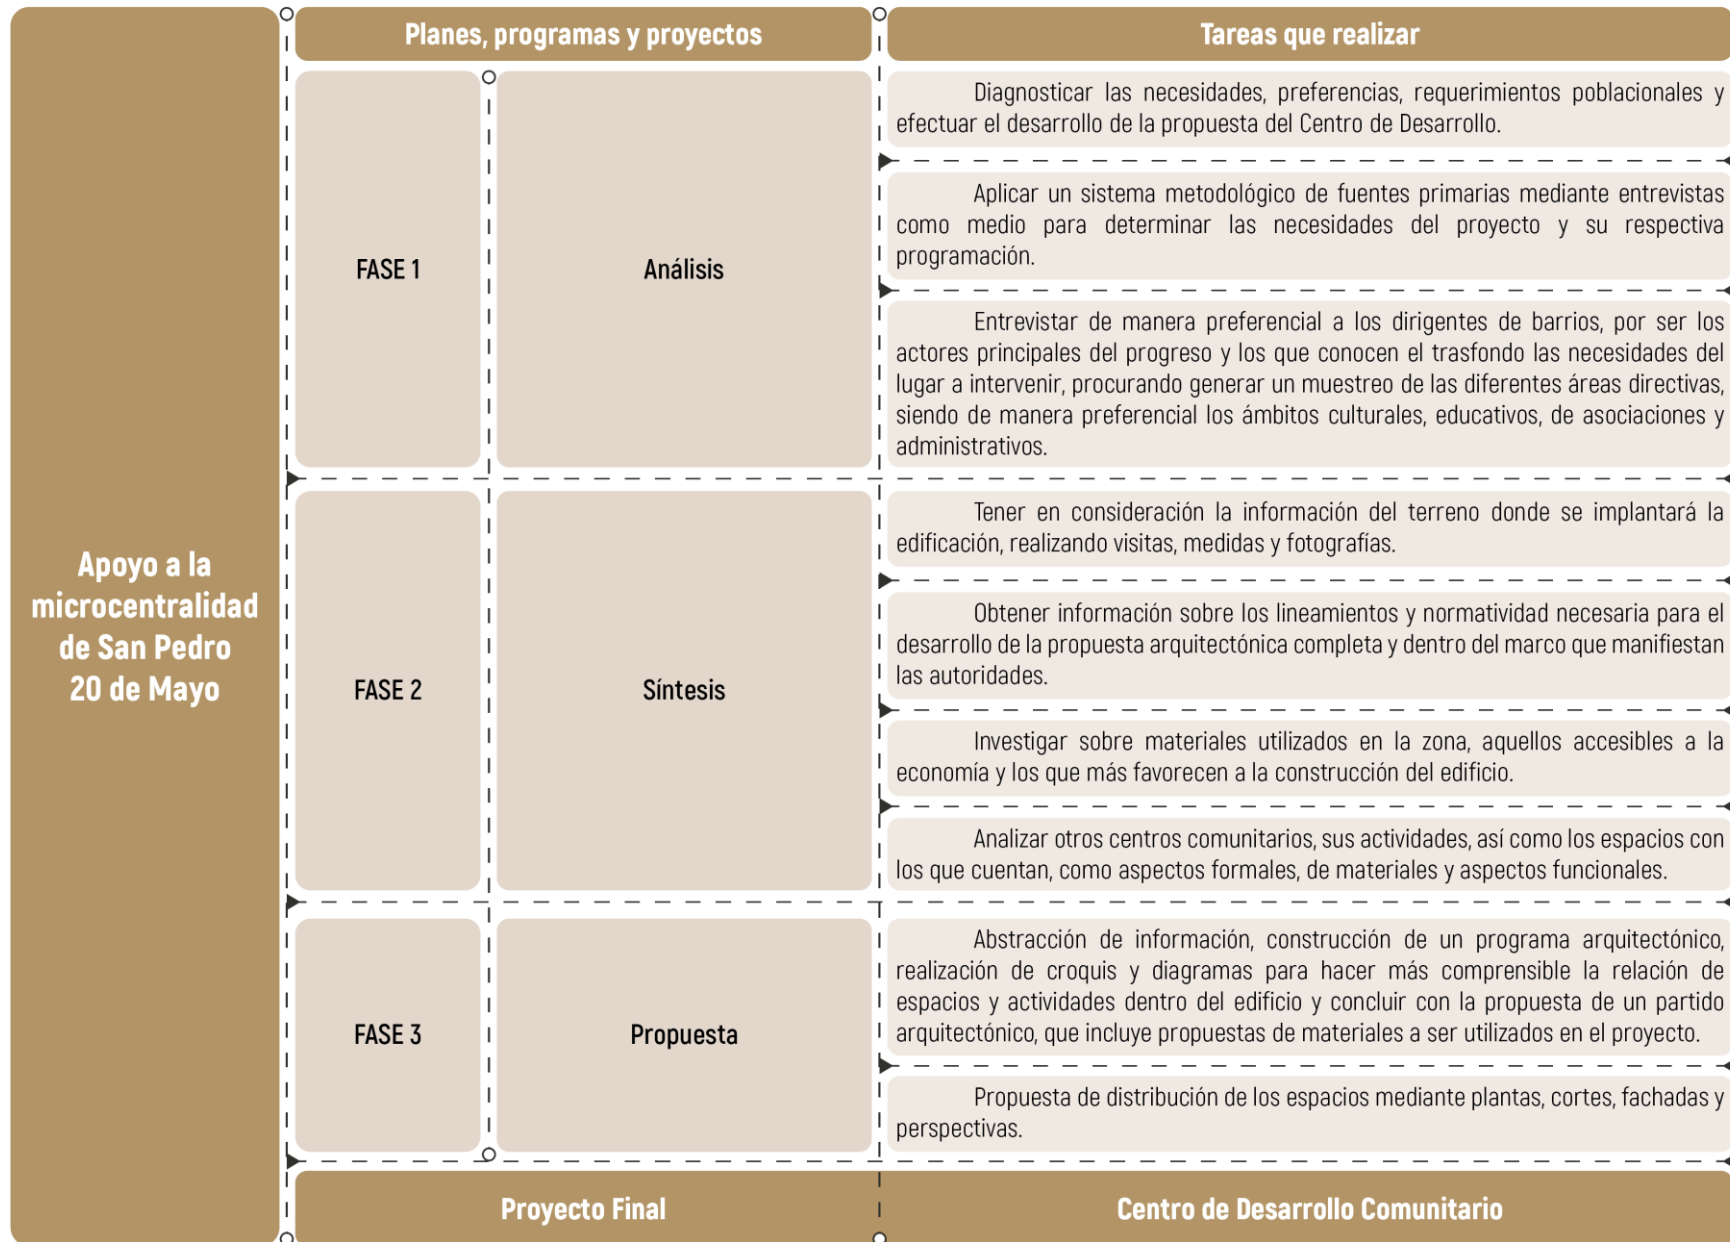 Planes, programas y proyectos
Tareas que realizar
Apoyo a la
microcentralidad
de San Pedro
20 de Mayo
FASE 1
Análisis
Diagnosticar las necesidades, preferencias, requerimientos poblacionales y
efectuar el desarrollo de la propuesta del Centro de Desarrollo.
Aplicar un sistema metodológico de fuentes primarias mediante entrevistas
como medio para determinar las necesidades del proyecto y su respectiva
programación.
Entrevistar de manera preferencial a los dirigentes de barrios, por ser los
actores principales del progreso y los que conocen el trasfondo las necesidades del
lugar a intervenir, procurando generar un muestreo de las diferentes áreas directivas,
siendo de manera preferencial los ámbitos culturales, educativos, de asociaciones y
administrativos.
FASE 2
Síntesis
Tener en consideración la información del terreno donde se implantará la
edificación, realizando visitas, medidas y fotografías.
Obtener información sobre los lineamientos y normatividad necesaria para el
desarrollo de la propuesta arquitectónica completa y dentro del marco que manifiestan
las autoridades.
Investigar sobre materiales utilizados en la zona, aquellos accesibles a la
economía y los que más favorecen a la construcción del edificio.
Analizar otros centros comunitarios, sus actividades, así como los espacios con
los que cuentan, como aspectos formales, de materiales y aspectos funcionales.
FASE 3
Propuesta
Abstracción de información, construcción de un programa arquitectónico,
realización de croquis y diagramas para hacer más comprensible la relación de
espacios y actividades dentro del edificio y concluir con la propuesta de un partido
arquitectónico, que incluye propuestas de materiales a ser utilizados en el proyecto.
Propuesta de distribución de los espacios mediante plantas, cortes, fachadas y
perspectivas.
Proyecto Final
Centro de Desarrollo Comunitario